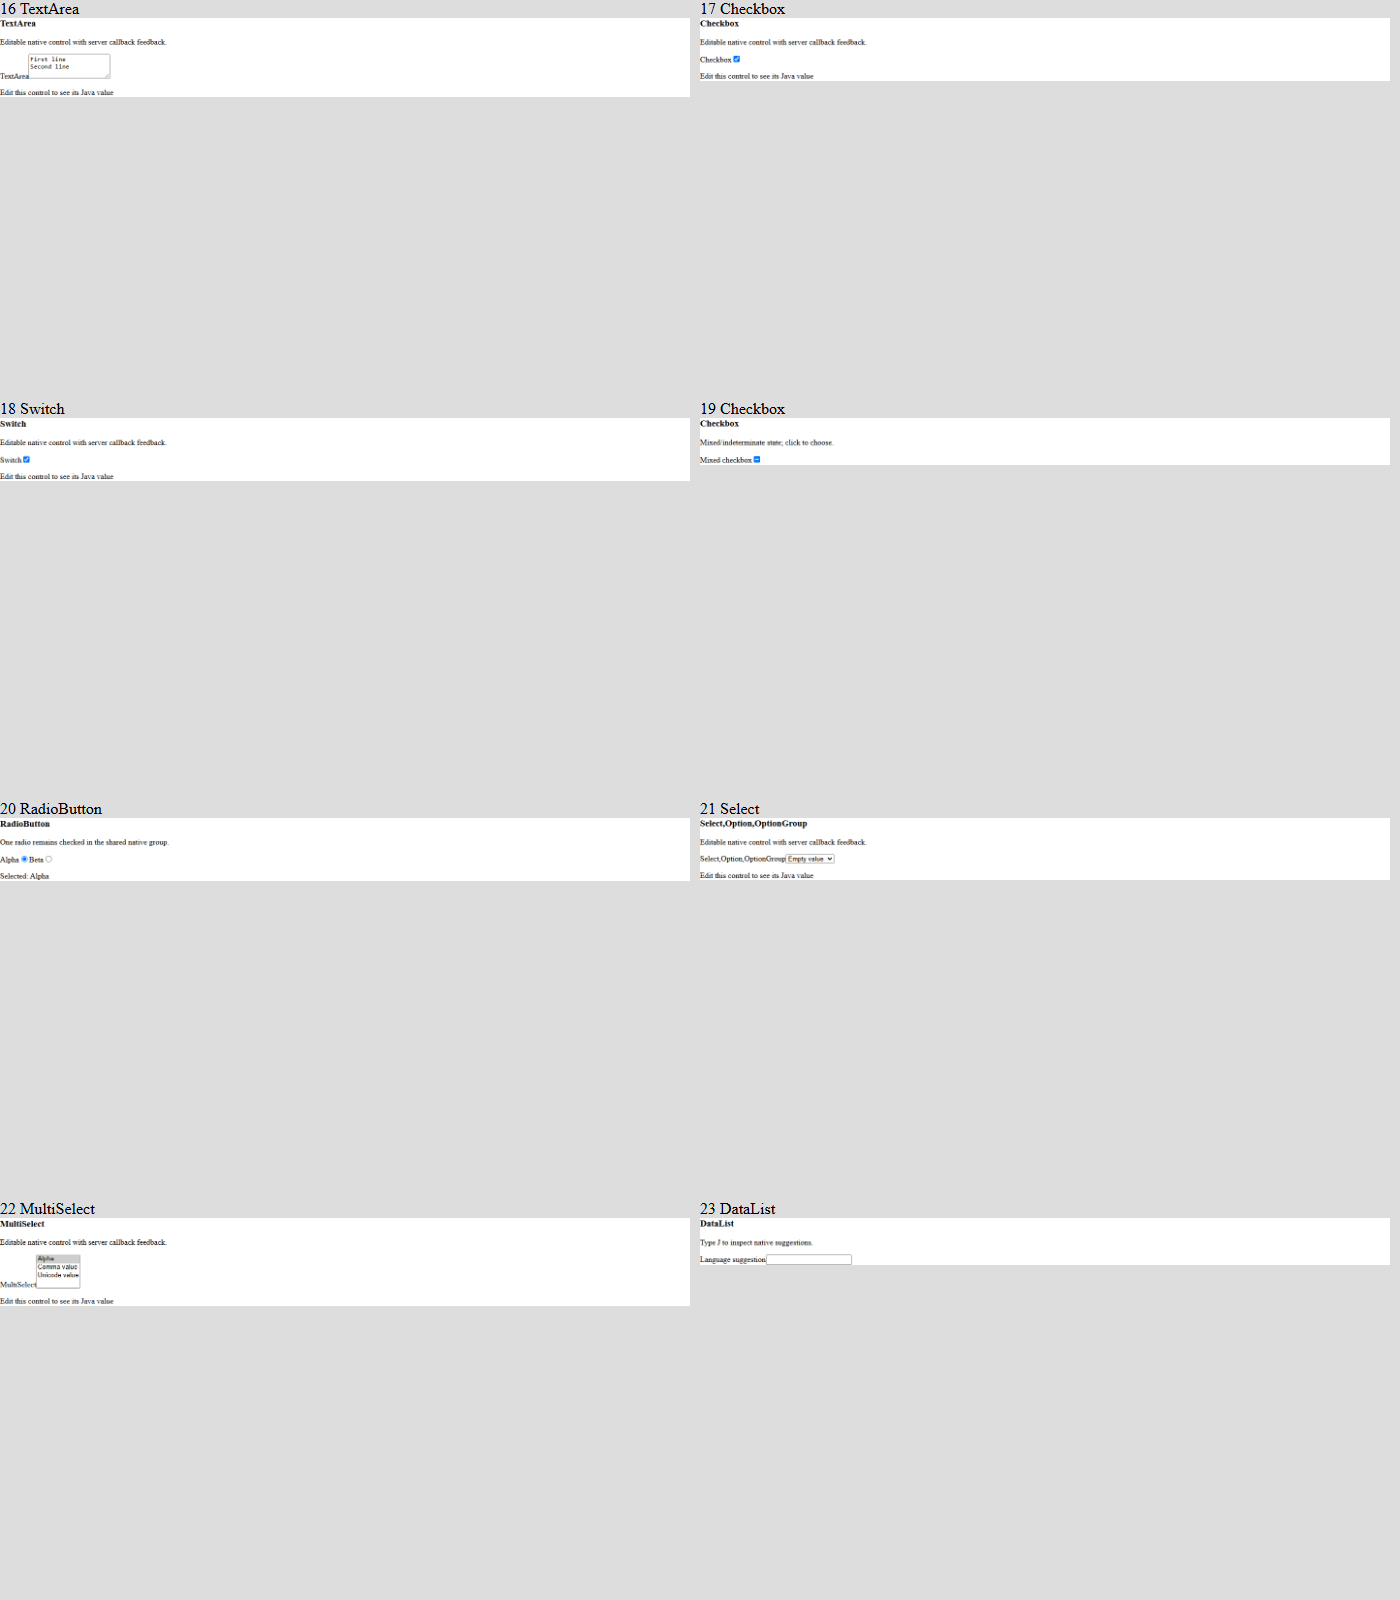 16 TextArea
TextArea
Editable native control with server callback feedback.
First line
Second line
TextArea
Edit this control to see its Java value
17 Checkbox
Checkbox
Editable native control with server callback feedback.
Checkbox
Edit this control to see its Java value
18 Switch
Switch
Editable native control with server callback feedback.
Switch
Edit this control to see its Java value
19 Checkbox
Checkbox
Mixed/indeterminate state; click to choose.
Mixed checkbox
20 RadioButton
RadioButton
One radio remains checked in the shared native group.
Alpha Beta
Selected: Alpha
21 Select
Select,Option,OptionGroup
Editable native control with server callback feedback.
Select,Option,OptionGroup Empty value
Edit this control to see its Java value
22 MultiSelect
MultiSelect
Editable native control with server callback feedback.
Alpha
Comma value
Unicode value
MultiSelect
Edit this control to see its Java value
23 DataList
DataList
Type J to inspect native suggestions.
Language suggestion